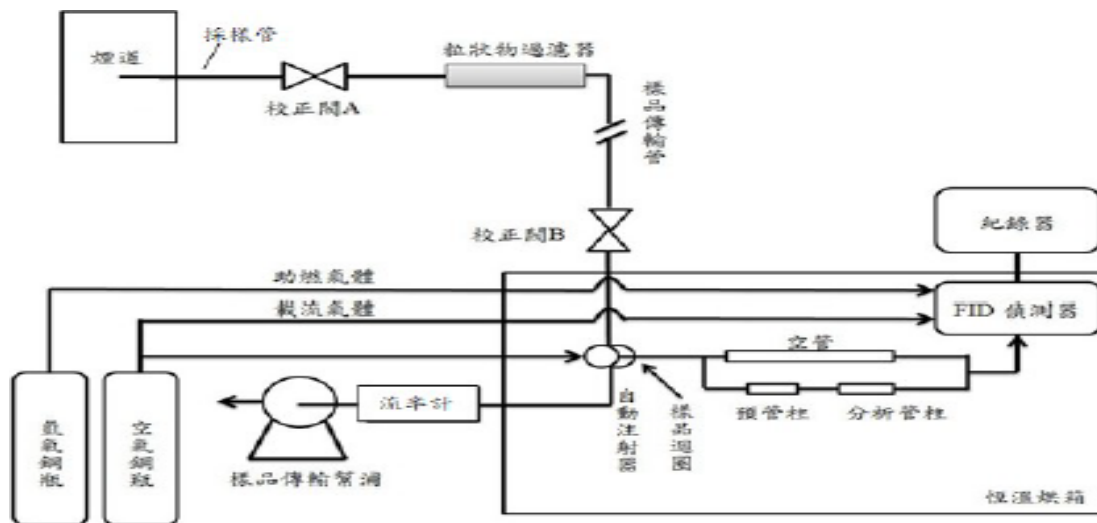 煙道
採樣管
校正閥A
粒狀物過濾器
樣品傳輸管
校正閥B
紀錄器
助燃氣體
載流氣體
FID 偵測器
空管
預管柱
分析管柱
自動注射器
樣品迴圈
流率計
樣品傳輸幫浦
氫氣鋼瓶
空氣鋼瓶
恆溫烘箱